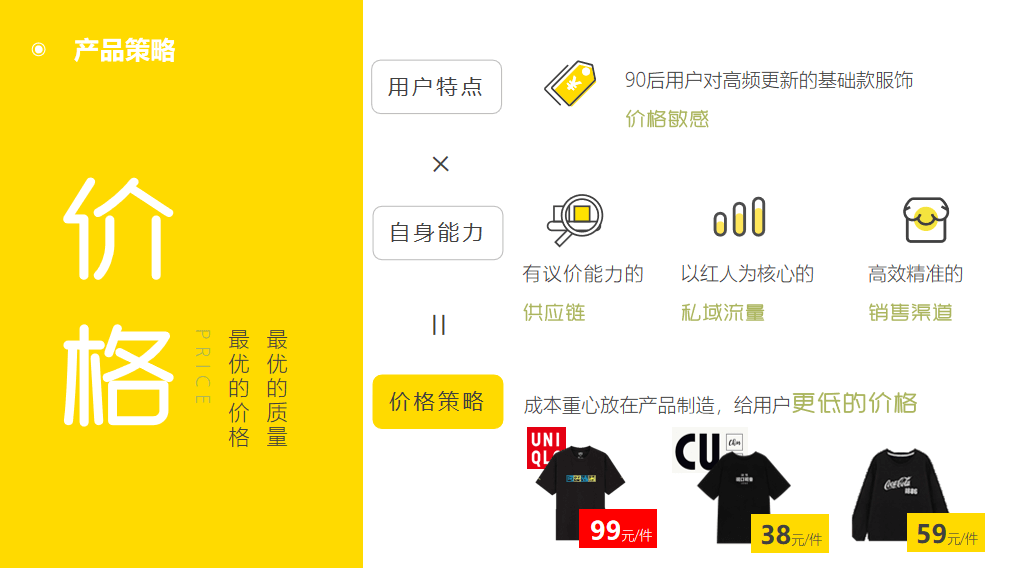 产品策略
价格
PRICE
最优的价格
最优的质量
用户特点
×
自身能力
=
价格策略
90后用户对高频更新的基础款服饰
价格敏感
有议价能力的
供应链
以红人为核心的
私域流量
高效精准的
销售渠道
成本重心放在产品制造，给用户更低的价格
UNI
QLO
99元/件
CU
38元/件
Coca-Cola
59元/件